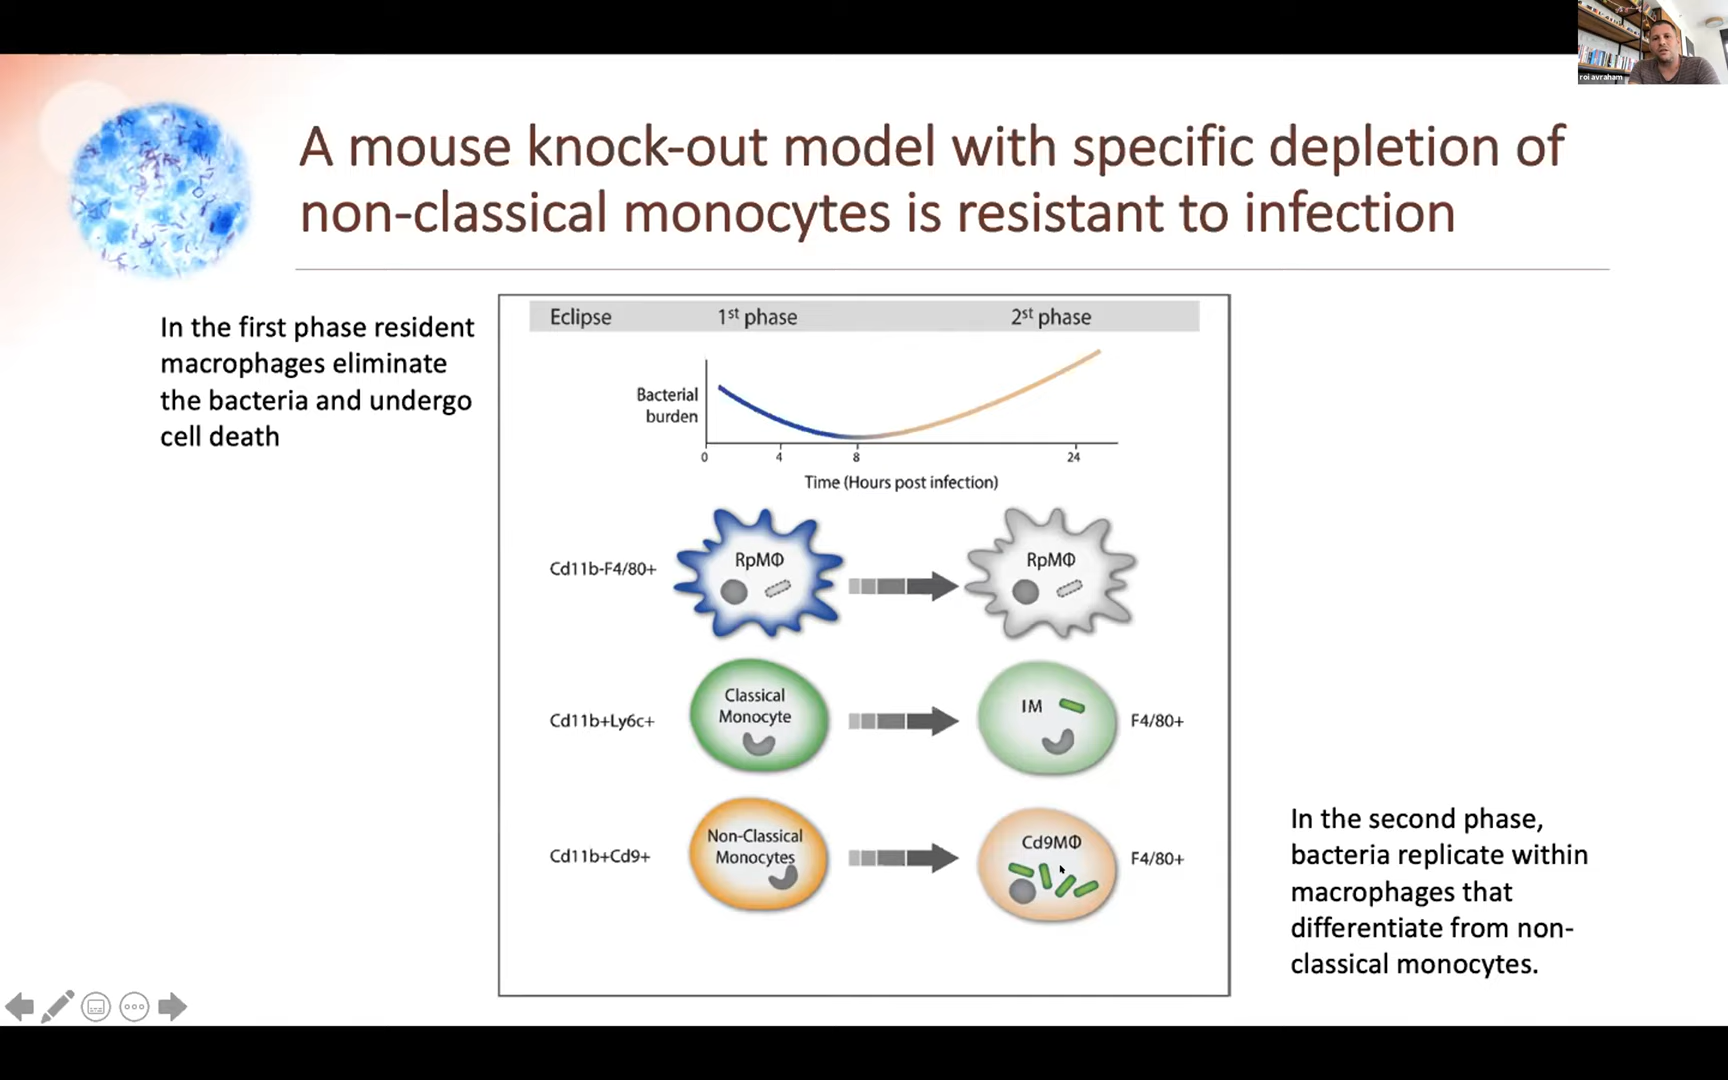 roi avraham
A mouse knock-out model with specific depletion of
non-classical monocytes is resistant to infection
In the first phase resident
macrophages eliminate
the bacteria and undergo
cell death
Eclipse 1st phase 2st phase
Bacterial
burden
0 4 8 24
Time (Hours post infection)
Cd11b-F4/80+ RpMΦ RpMΦ
Classical
Monocyte
Cd11b+Ly6c+ IM F4/80+
Non-Classical
Monocytes
Cd11b+Cd9+ Cd9MΦ F4/80+
In the second phase,
bacteria replicate within
macrophages that
differentiate from non-
classical monocytes.